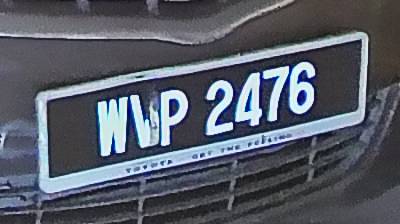 WVP 2476
TOYOTA GET THE FEELING